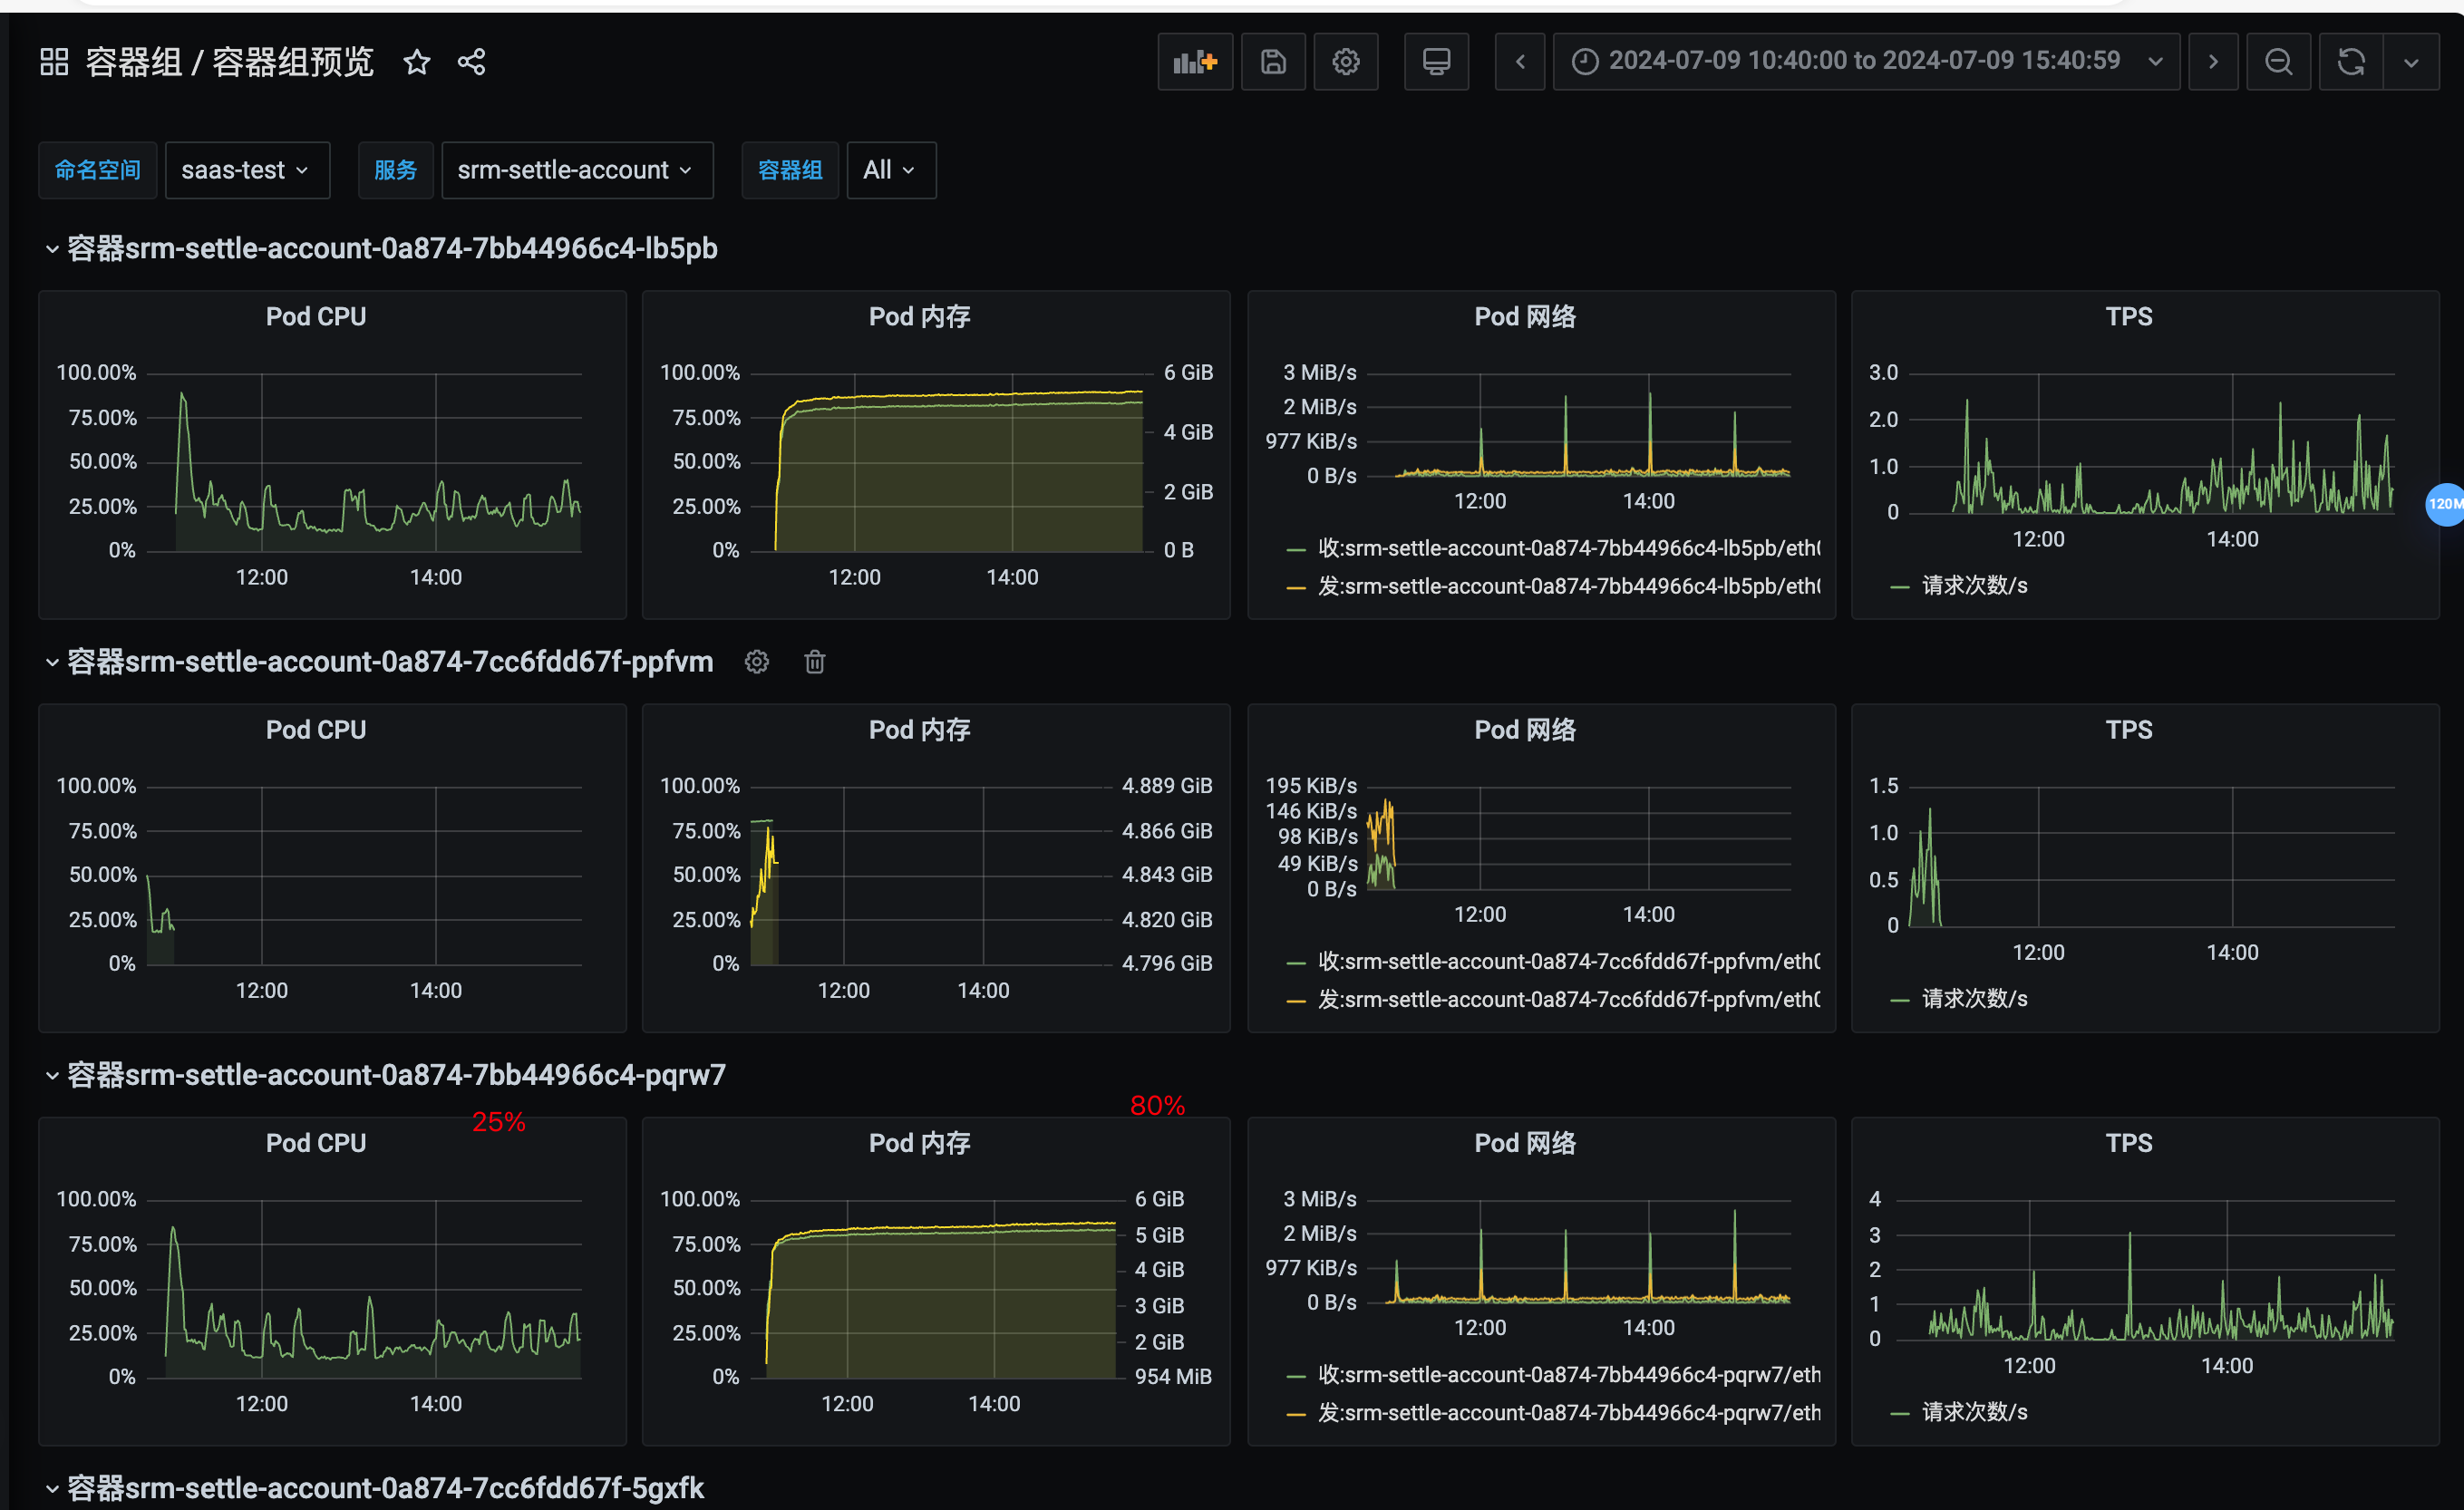 容器组 / 容器组预览
2024-07-09 10:40:00 to 2024-07-09 15:40:59
命名空间 saas-test 服务 srm-settle-account 容器组 All
容器srm-settle-account-0a874-7bb44966c4-lb5pb
Pod CPU
100.00%
75.00%
50.00%
25.00%
0%
12:00 14:00
Pod 内存
100.00% 6 GiB
75.00% 4 GiB
50.00% 2 GiB
25.00%
0% 0 B
12:00 14:00
Pod 网络
3 MiB/s
2 MiB/s
977 KiB/s
0 B/s
12:00 14:00
收:srm-settle-account-0a874-7bb44966c4-lb5pb/eth
发:srm-settle-account-0a874-7bb44966c4-lb5pb/eth
TPS
3.0
2.0
1.0
0
12:00 14:00
请求次数/s
120M
容器srm-settle-account-0a874-7cc6fdd67f-ppfvm
Pod CPU
100.00%
75.00%
50.00%
25.00%
0%
12:00 14:00
Pod 内存
100.00% 4.889 GiB
75.00% 4.866 GiB
50.00% 4.843 GiB
25.00% 4.820 GiB
0% 4.796 GiB
12:00 14:00
Pod 网络
195 KiB/s
146 KiB/s
98 KiB/s
49 KiB/s
0 B/s
12:00 14:00
收:srm-settle-account-0a874-7cc6fdd67f-ppfvm/eth
发:srm-settle-account-0a874-7cc6fdd67f-ppfvm/eth
TPS
1.5
1.0
0.5
0
12:00 14:00
请求次数/s
容器srm-settle-account-0a874-7bb44966c4-pqrw7
25%
80%
Pod CPU
100.00%
75.00%
50.00%
25.00%
0%
12:00 14:00
Pod 内存
100.00% 6 GiB
75.00% 5 GiB
50.00% 4 GiB
25.00% 3 GiB
2 GiB
0% 954 MiB
12:00 14:00
Pod 网络
3 MiB/s
2 MiB/s
977 KiB/s
0 B/s
12:00 14:00
收:srm-settle-account-0a874-7bb44966c4-pqrw7/eth
发:srm-settle-account-0a874-7bb44966c4-pqrw7/eth
TPS
4
3
2
1
0
12:00 14:00
请求次数/s
容器srm-settle-account-0a874-7cc6fdd67f-5gxfk